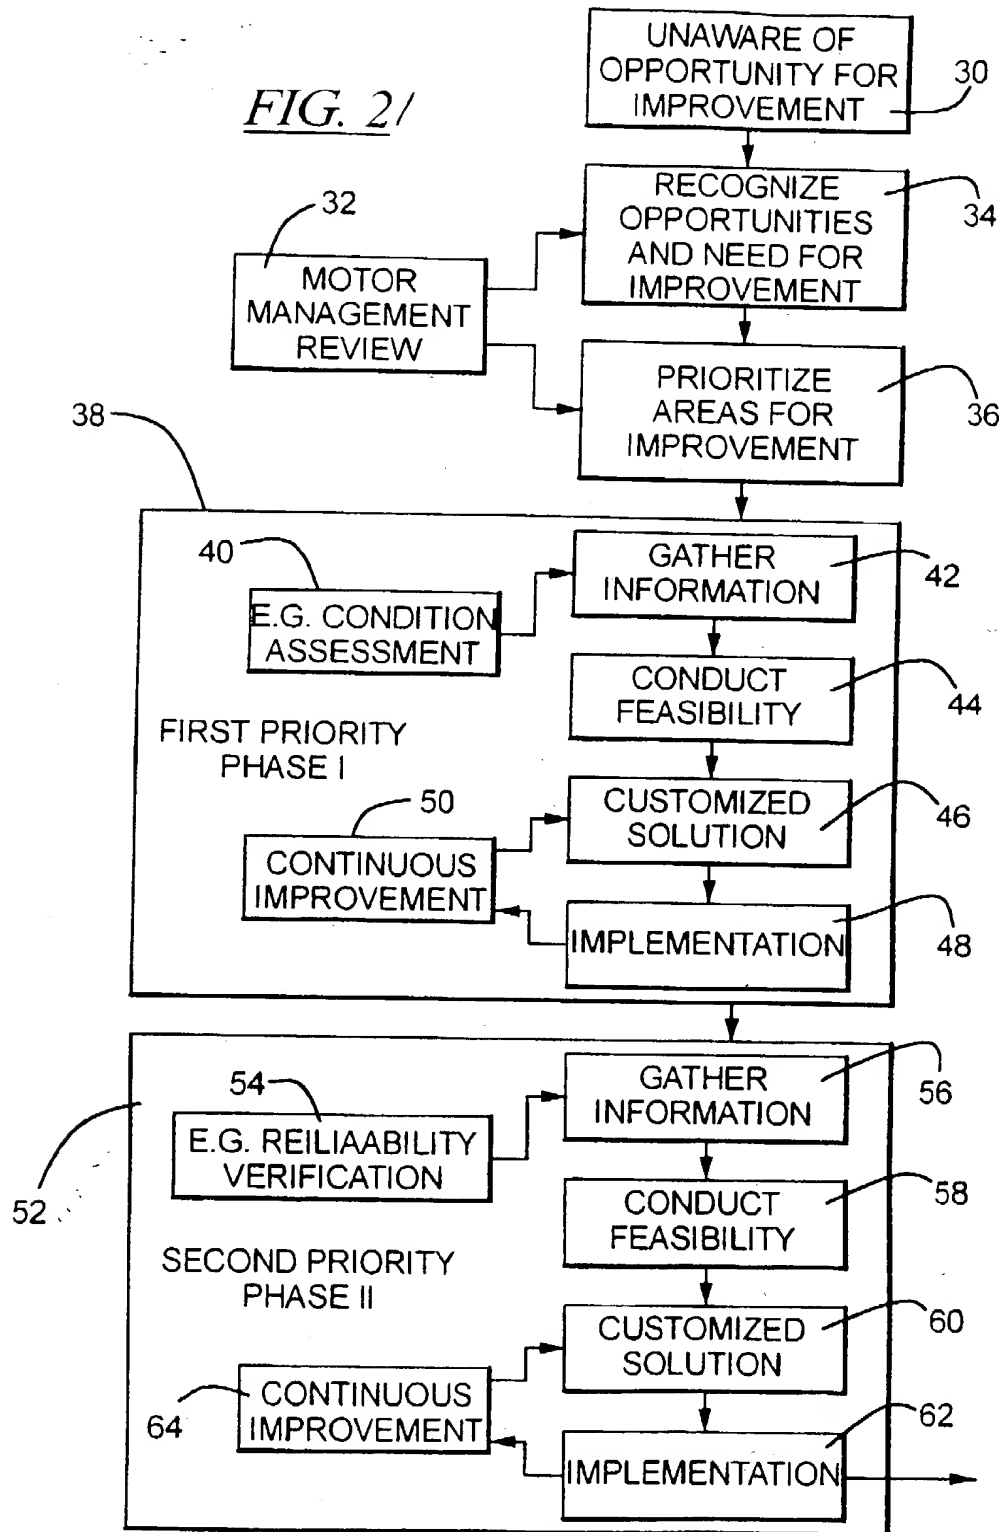 FIG. 2/
UNAWARE OF
OPPORTUNITY FOR
IMPROVEMENT
30
RECOGNIZE
OPPORTUNITIES
AND NEED FOR
IMPROVEMENT
34
32
MOTOR
MANAGEMENT
REVIEW
PRIORITIZE
AREAS FOR
IMPROVEMENT
36
38
40
E.G. CONDITION
ASSESSMENT
GATHER
INFORMATION
42
CONDUCT
FEASIBILITY
44
FIRST PRIORITY
PHASE I
CUSTOMIZED
SOLUTION
46
50
CONTINUOUS
IMPROVEMENT
IMPLEMENTATION
48
52
54
E.G. REILIAABILITY
VERIFICATION
GATHER
INFORMATION
56
CONDUCT
FEASIBILITY
58
SECOND PRIORITY
PHASE II
CUSTOMIZED
SOLUTION
60
64
CONTINUOUS
IMPROVEMENT
IMPLEMENTATION
62